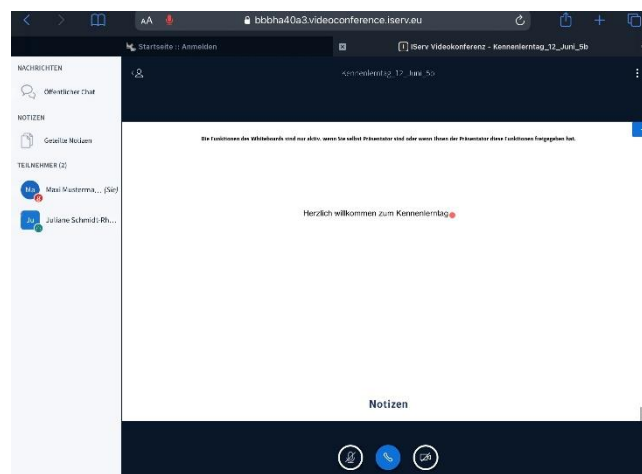 AA bbbha40a3.videoconference.iserv.eu
Startseite :: Anmelden
IServ Videokonferenz - Kennenlerntag_12_Juni_5b
NACHRICHTEN
Öffentlicher Chat
NOTIZEN
Geteilte Notizen
TEILNEHMER (2)
Ma Maxi Musterma... (Sie)
Ju Juliane Schmidt-Rh...
Kennenlerntag_12_Juni_5b
Die Funktionen des Whiteboards sind nur aktiv, wenn Sie selbst Präsentator sind oder wenn Ihnen der Präsentator diese Funktionen freigegeben hat.
Herzlich willkommen zum Kennenlerntag
Notizen